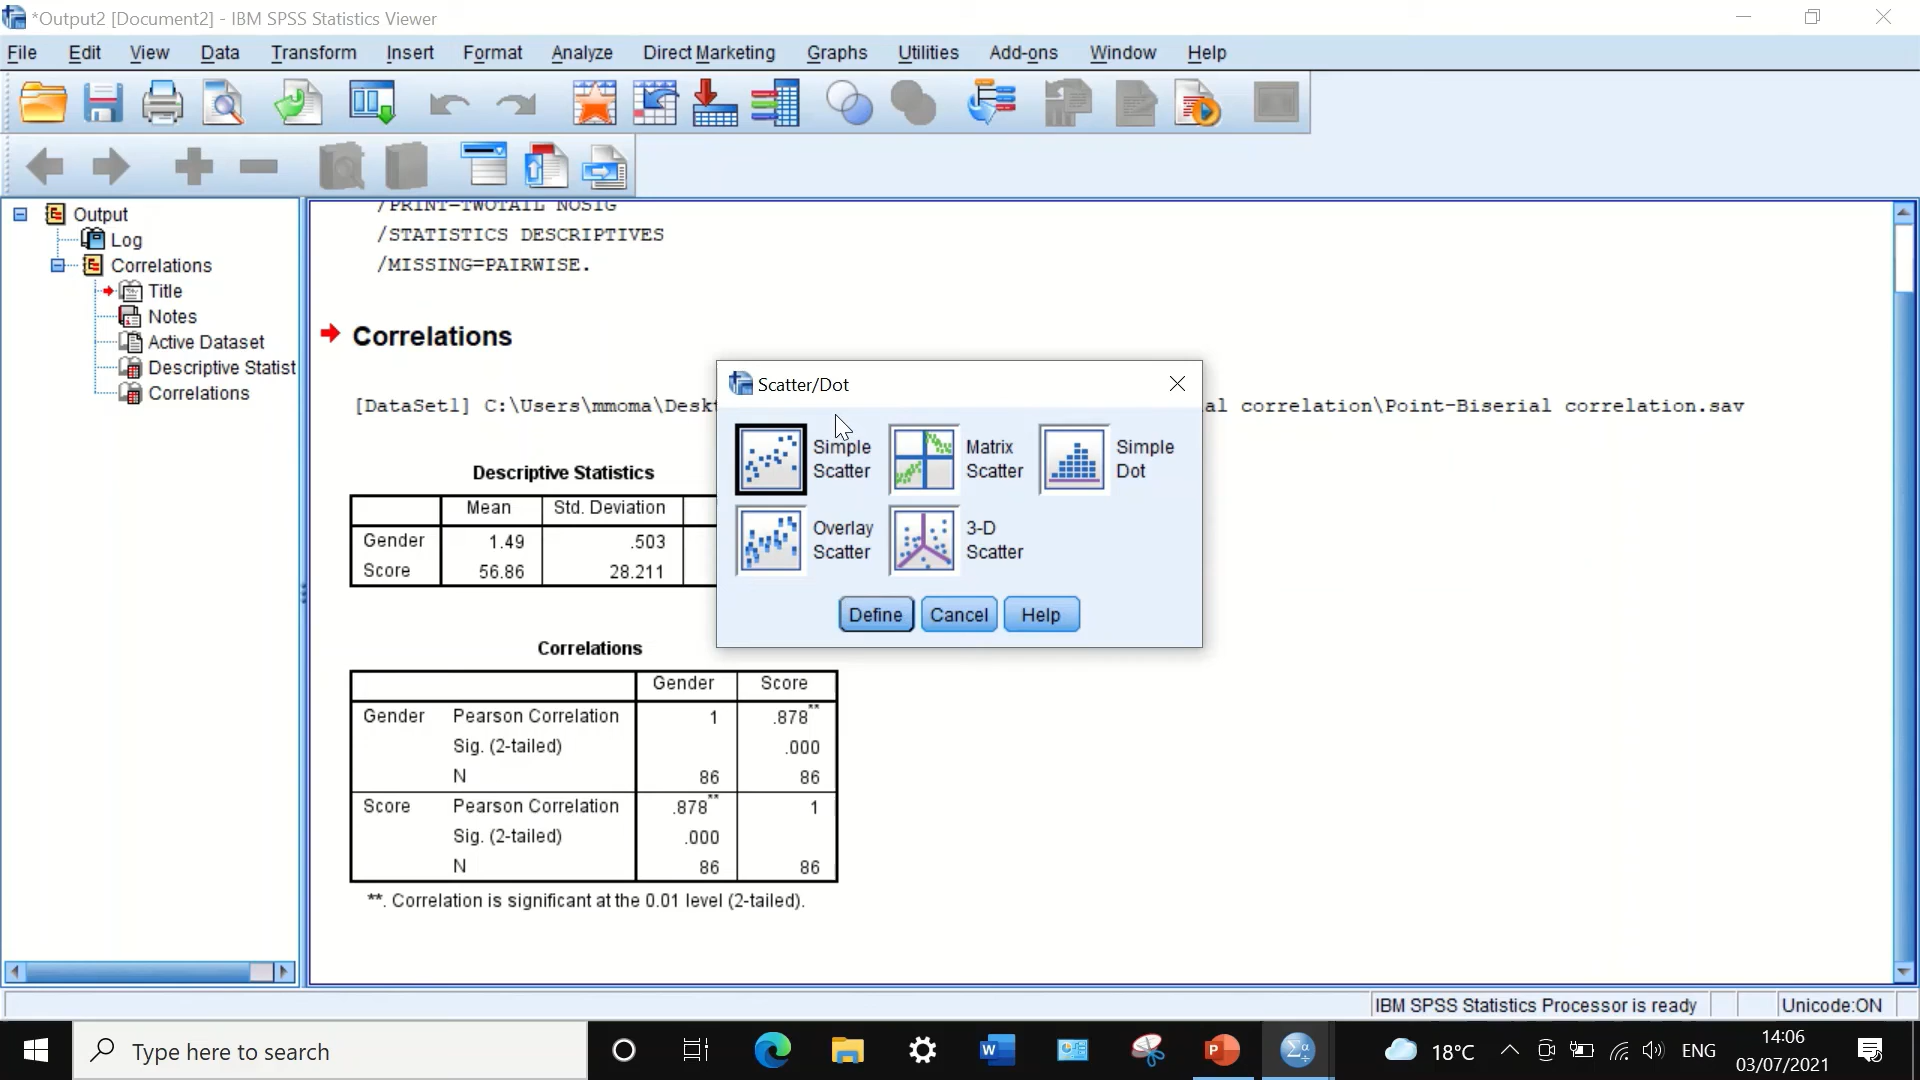 *Output2 [Document2] - IBM SPSS Statistics Viewer
File Edit View Data Transform Insert Format Analyze Direct Marketing Graphs Utilities Add-ons Window Help
Output
Log
Correlations
Title
Notes
Active Dataset
Descriptive Statist
Correlations
/PRINT=TWOTAIL NOSIG
/STATISTICS DESCRIPTIVES
/MISSING=PAIRWISE.
Correlations
[DataSet1] C:\Users\mmoma\Deskt
al correlation\Point-Biserial correlation.sav
Descriptive Statistics
Mean Std. Deviation
Gender 1.49 .503
Score 56.86 28.211
Scatter/Dot
Simple Scatter
Matrix Scatter
Simple Dot
Overlay Scatter
3-D Scatter
Define Cancel Help
Correlations
Gender Score
Gender Pearson Correlation 1 .878**
Sig. (2-tailed) .000
N 86 86
Score Pearson Correlation .878** 1
Sig. (2-tailed) .000
N 86 86
**. Correlation is significant at the 0.01 level (2-tailed).
IBM SPSS Statistics Processor is ready Unicode:ON
Type here to search
18°C ENG
14:06
03/07/2021